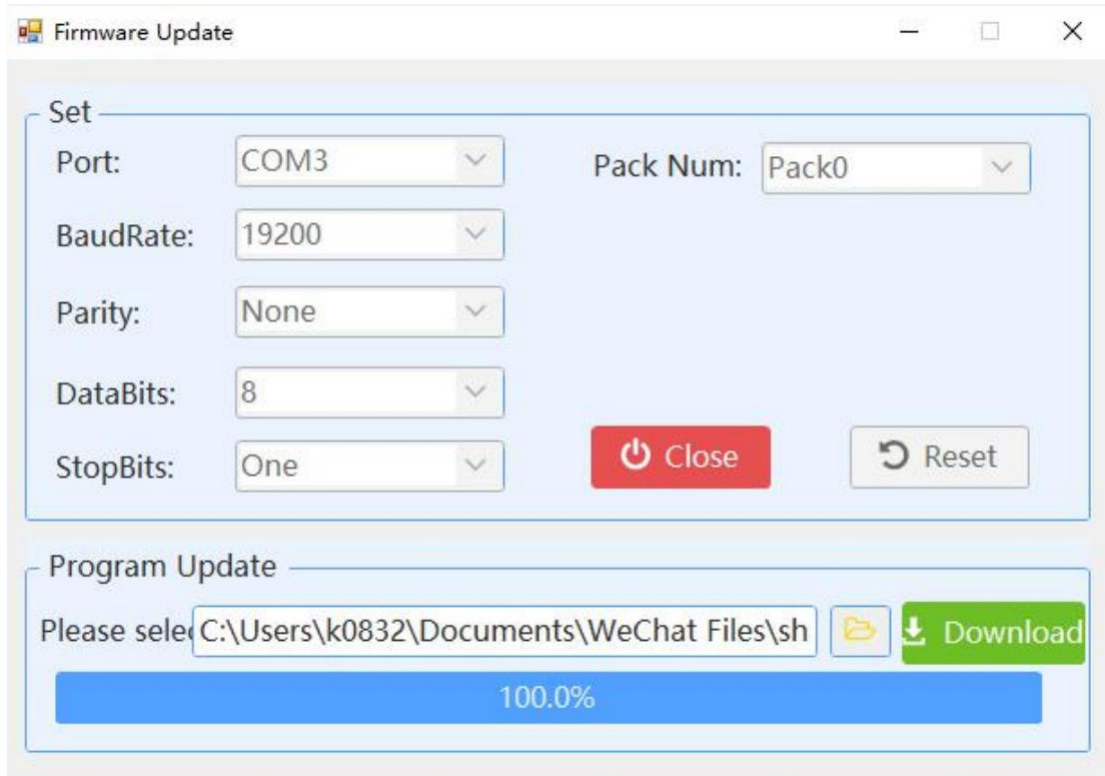 Firmware Update
Set
Port: COM3 Pack Num: Pack0
BaudRate: 19200
Parity: None
DataBits: 8
StopBits: One Close Reset
Program Update
Please selec C:\Users\k0832\Documents\WeChat Files\sh Download
100.0%